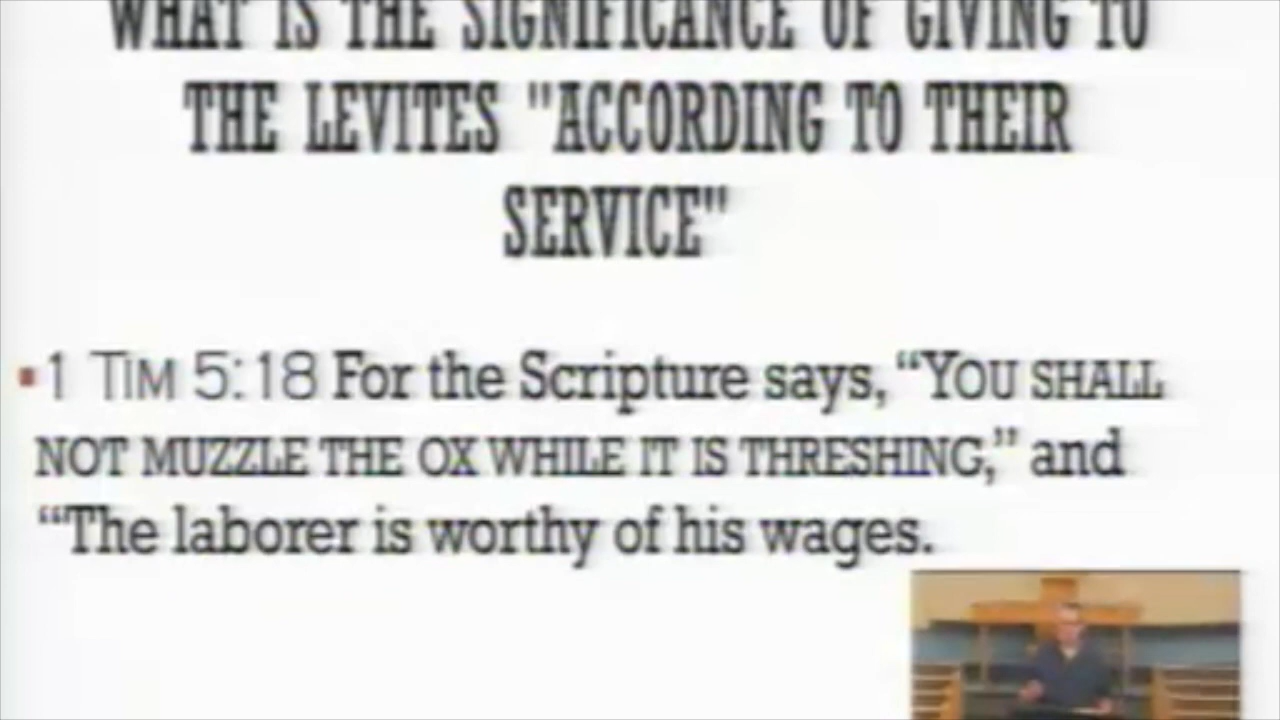 WHAT IS THE SIGNIFICANCE OF GIVING TO
THE LEVITES "ACCORDING TO THEIR
SERVICE"
1 TIM 5:18 For the Scripture says, “YOU SHALL
NOT MUZZLE THE OX WHILE IT IS THRESHING,” and
“The laborer is worthy of his wages.